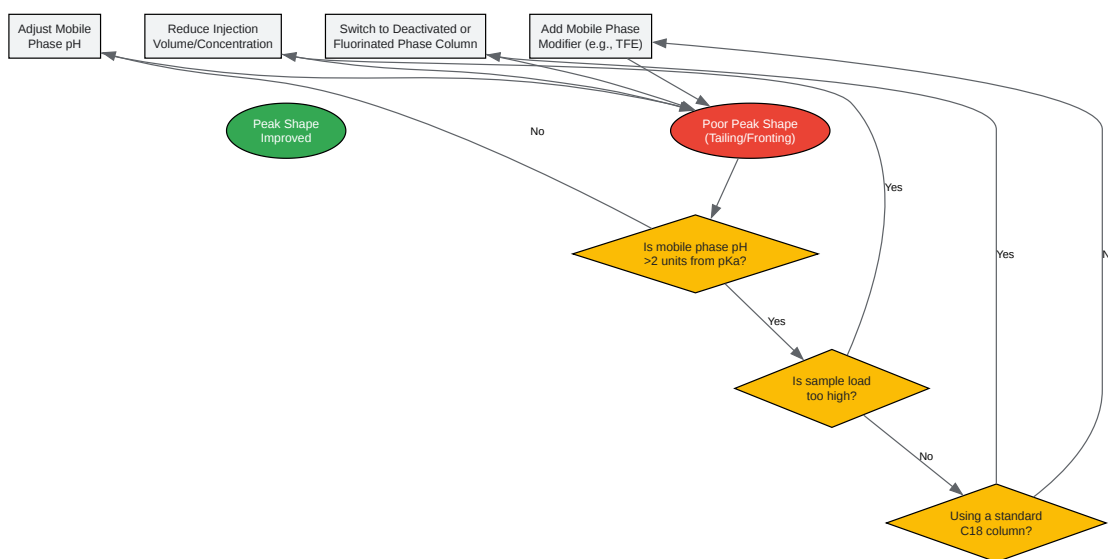 Adjust Mobile
Phase pH
Reduce Injection
Volume/Concentration
Switch to Deactivated or
Fluorinated Phase Column
Add Mobile Phase
Modifier (e.g., TFE)
Peak Shape
Improved
No
Poor Peak Shape
(Tailing/Fronting)
Yes
Is mobile phase pH
>2 units from pKa?
Yes
Yes
Is sample load
too high?
No
Using a standard
C18 column?